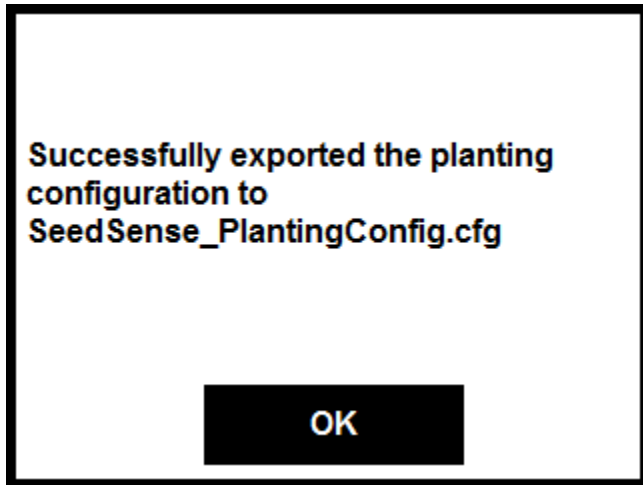 Successfully exported the planting
configuration to
SeedSense_PlantingConfig.cfg
OK